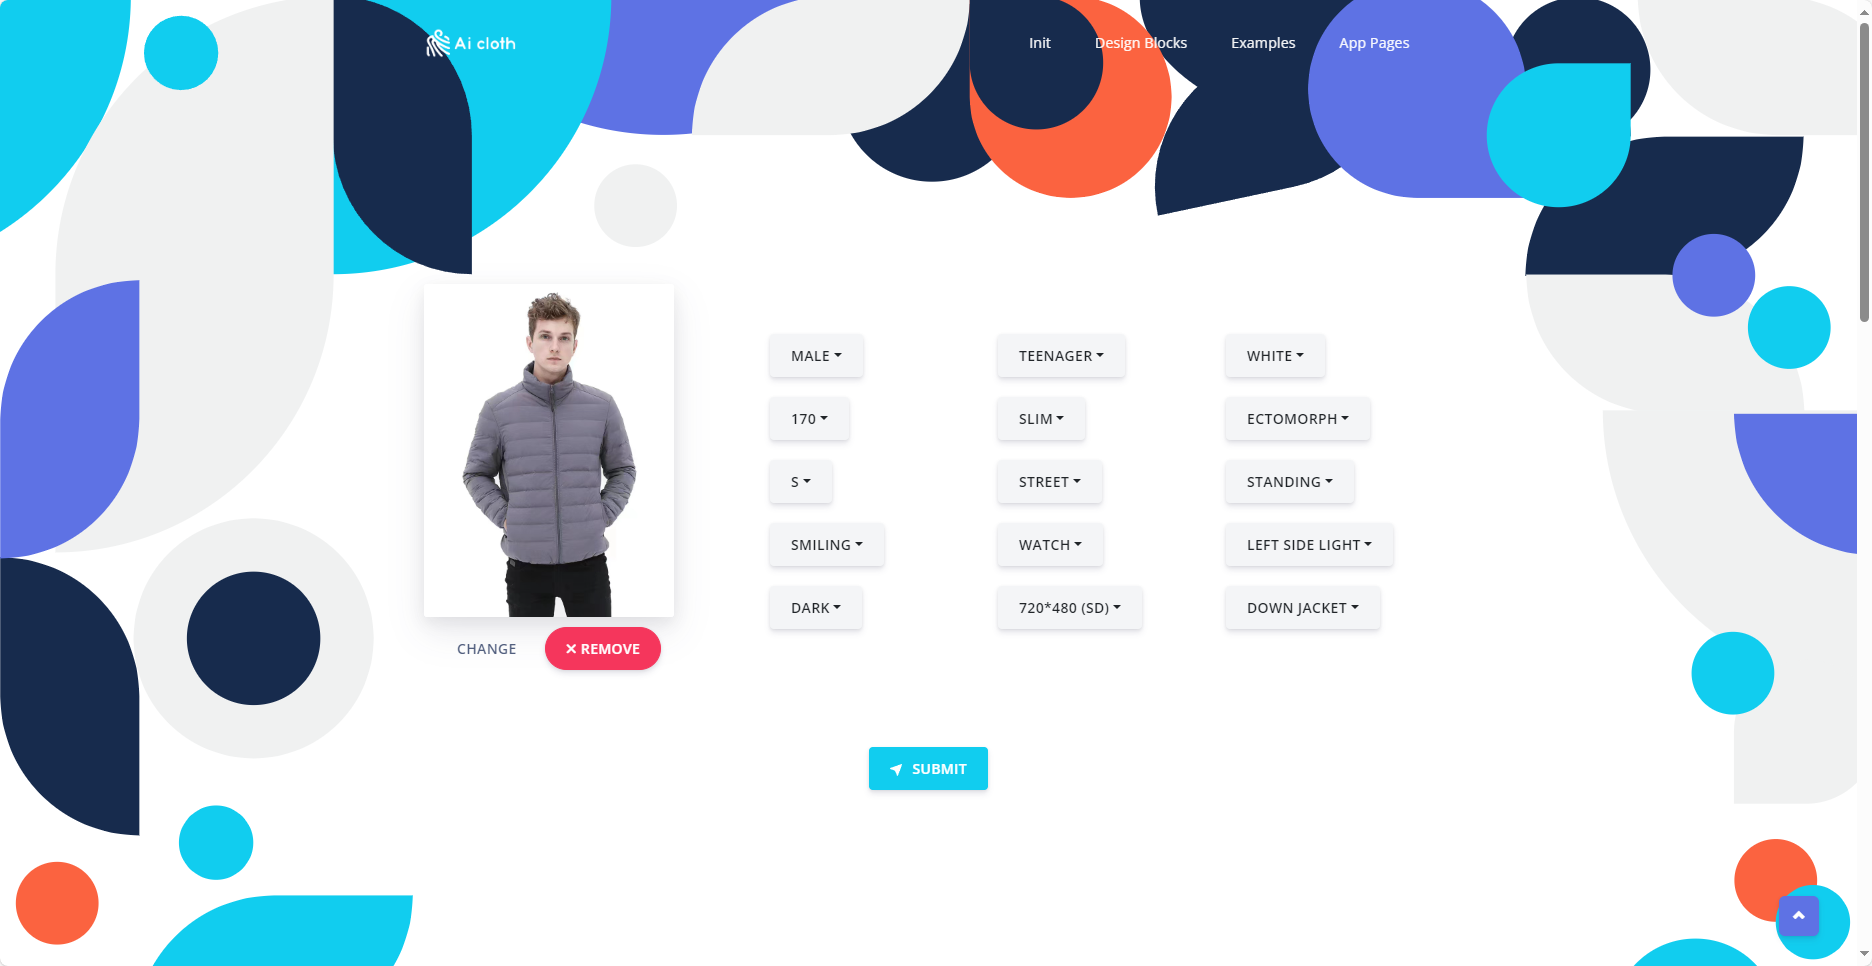 Ai cloth
Init Design Blocks Examples App Pages
MALE TEENAGER WHITE
170 SLIM ECTOMORPH
S STREET STANDING
SMILING WATCH LEFT SIDE LIGHT
DARK 720*480 (SD) DOWN JACKET
CHANGE × REMOVE
SUBMIT